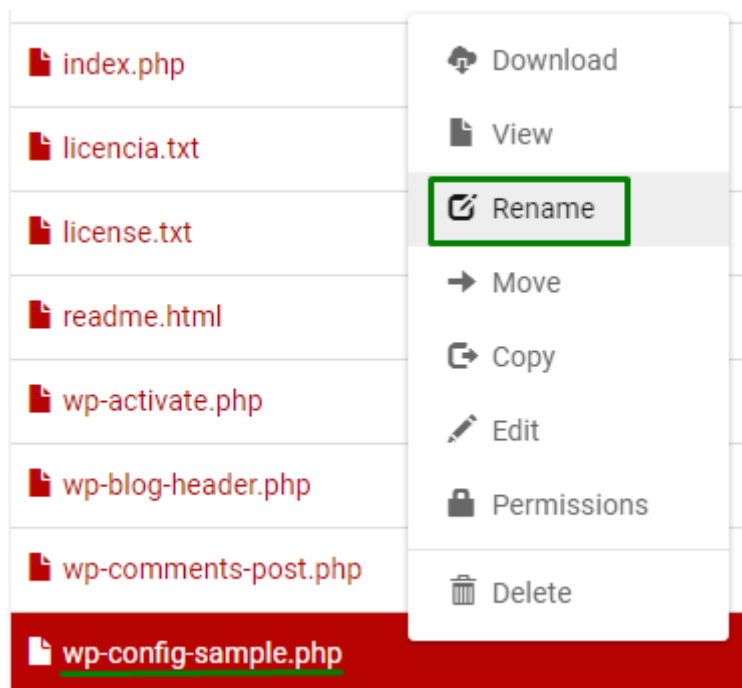 index.php
licencia.txt
license.txt
readme.html
wp-activate.php
wp-blog-header.php
wp-comments-post.php
wp-config-sample.php
Download
View
Rename
Move
Copy
Edit
Permissions
Delete